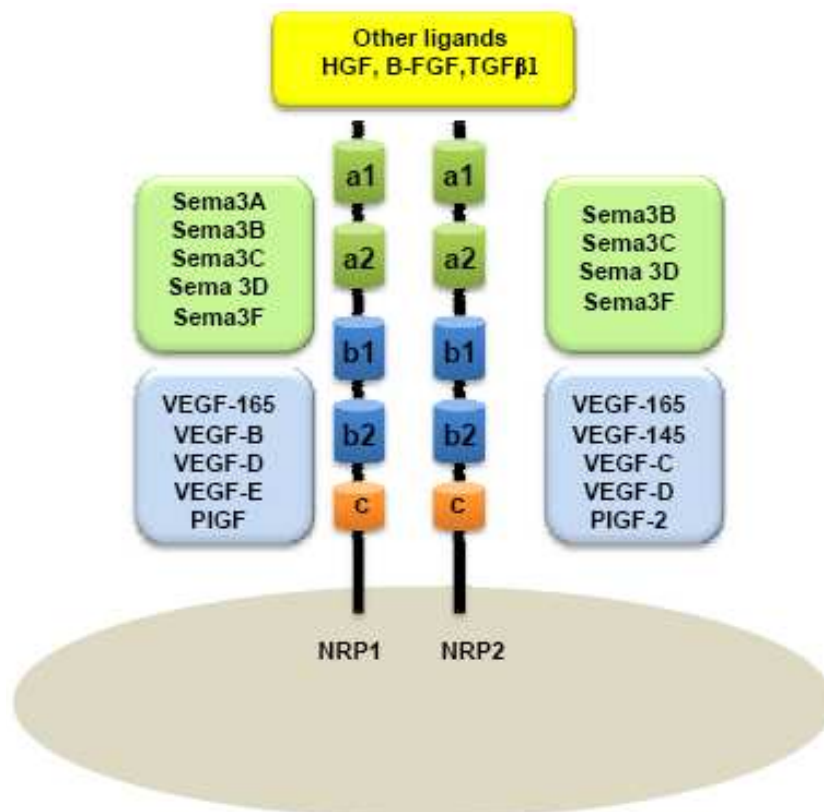 Other ligands
HGF, B-FGF,TGFβ1
a1
a1
Sema3A
Sema3B
Sema3C
Sema 3D
Sema3F
a2
a2
Sema3B
Sema3C
Sema 3D
Sema3F
b1
b1
VEGF-165
VEGF-B
VEGF-D
VEGF-E
PIGF
b2
b2
VEGF-165
VEGF-145
VEGF-C
VEGF-D
PIGF-2
c
c
NRP1
NRP2